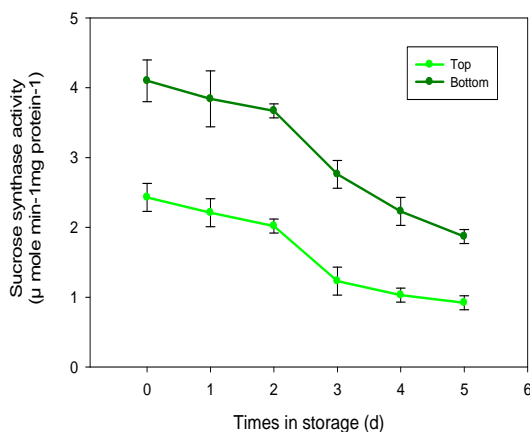 Sucrose synthase activity
(µ mole min-1mg protein-1)
5
4
3
2
1
0
Top
Bottom
0 1 2 3 4 5 6
Times in storage (d)